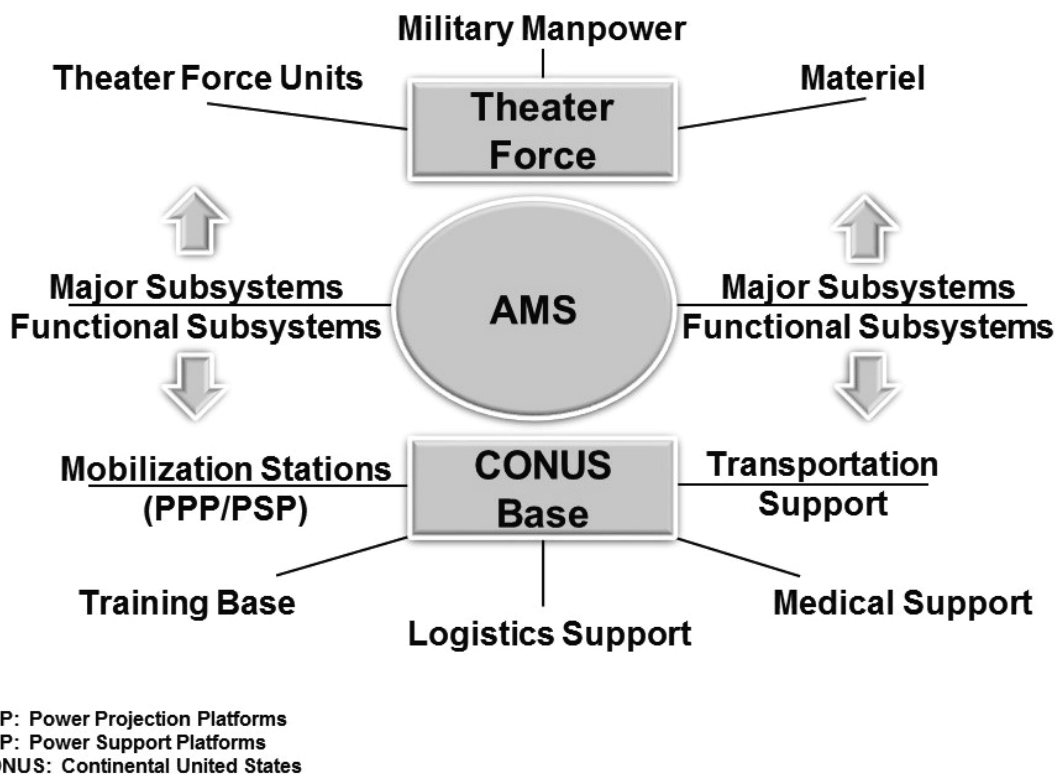 Military Manpower
Theater Force Units
Materiel
Theater
Force
Major Subsystems
Functional Subsystems
AMS
Major Subsystems
Functional Subsystems
Mobilization Stations
(PPP/PSP)
CONUS
Base
Transportation
Support
Training Base
Logistics Support
Medical Support
P: Power Projection Platforms
P: Power Support Platforms
NUS: Continental United States